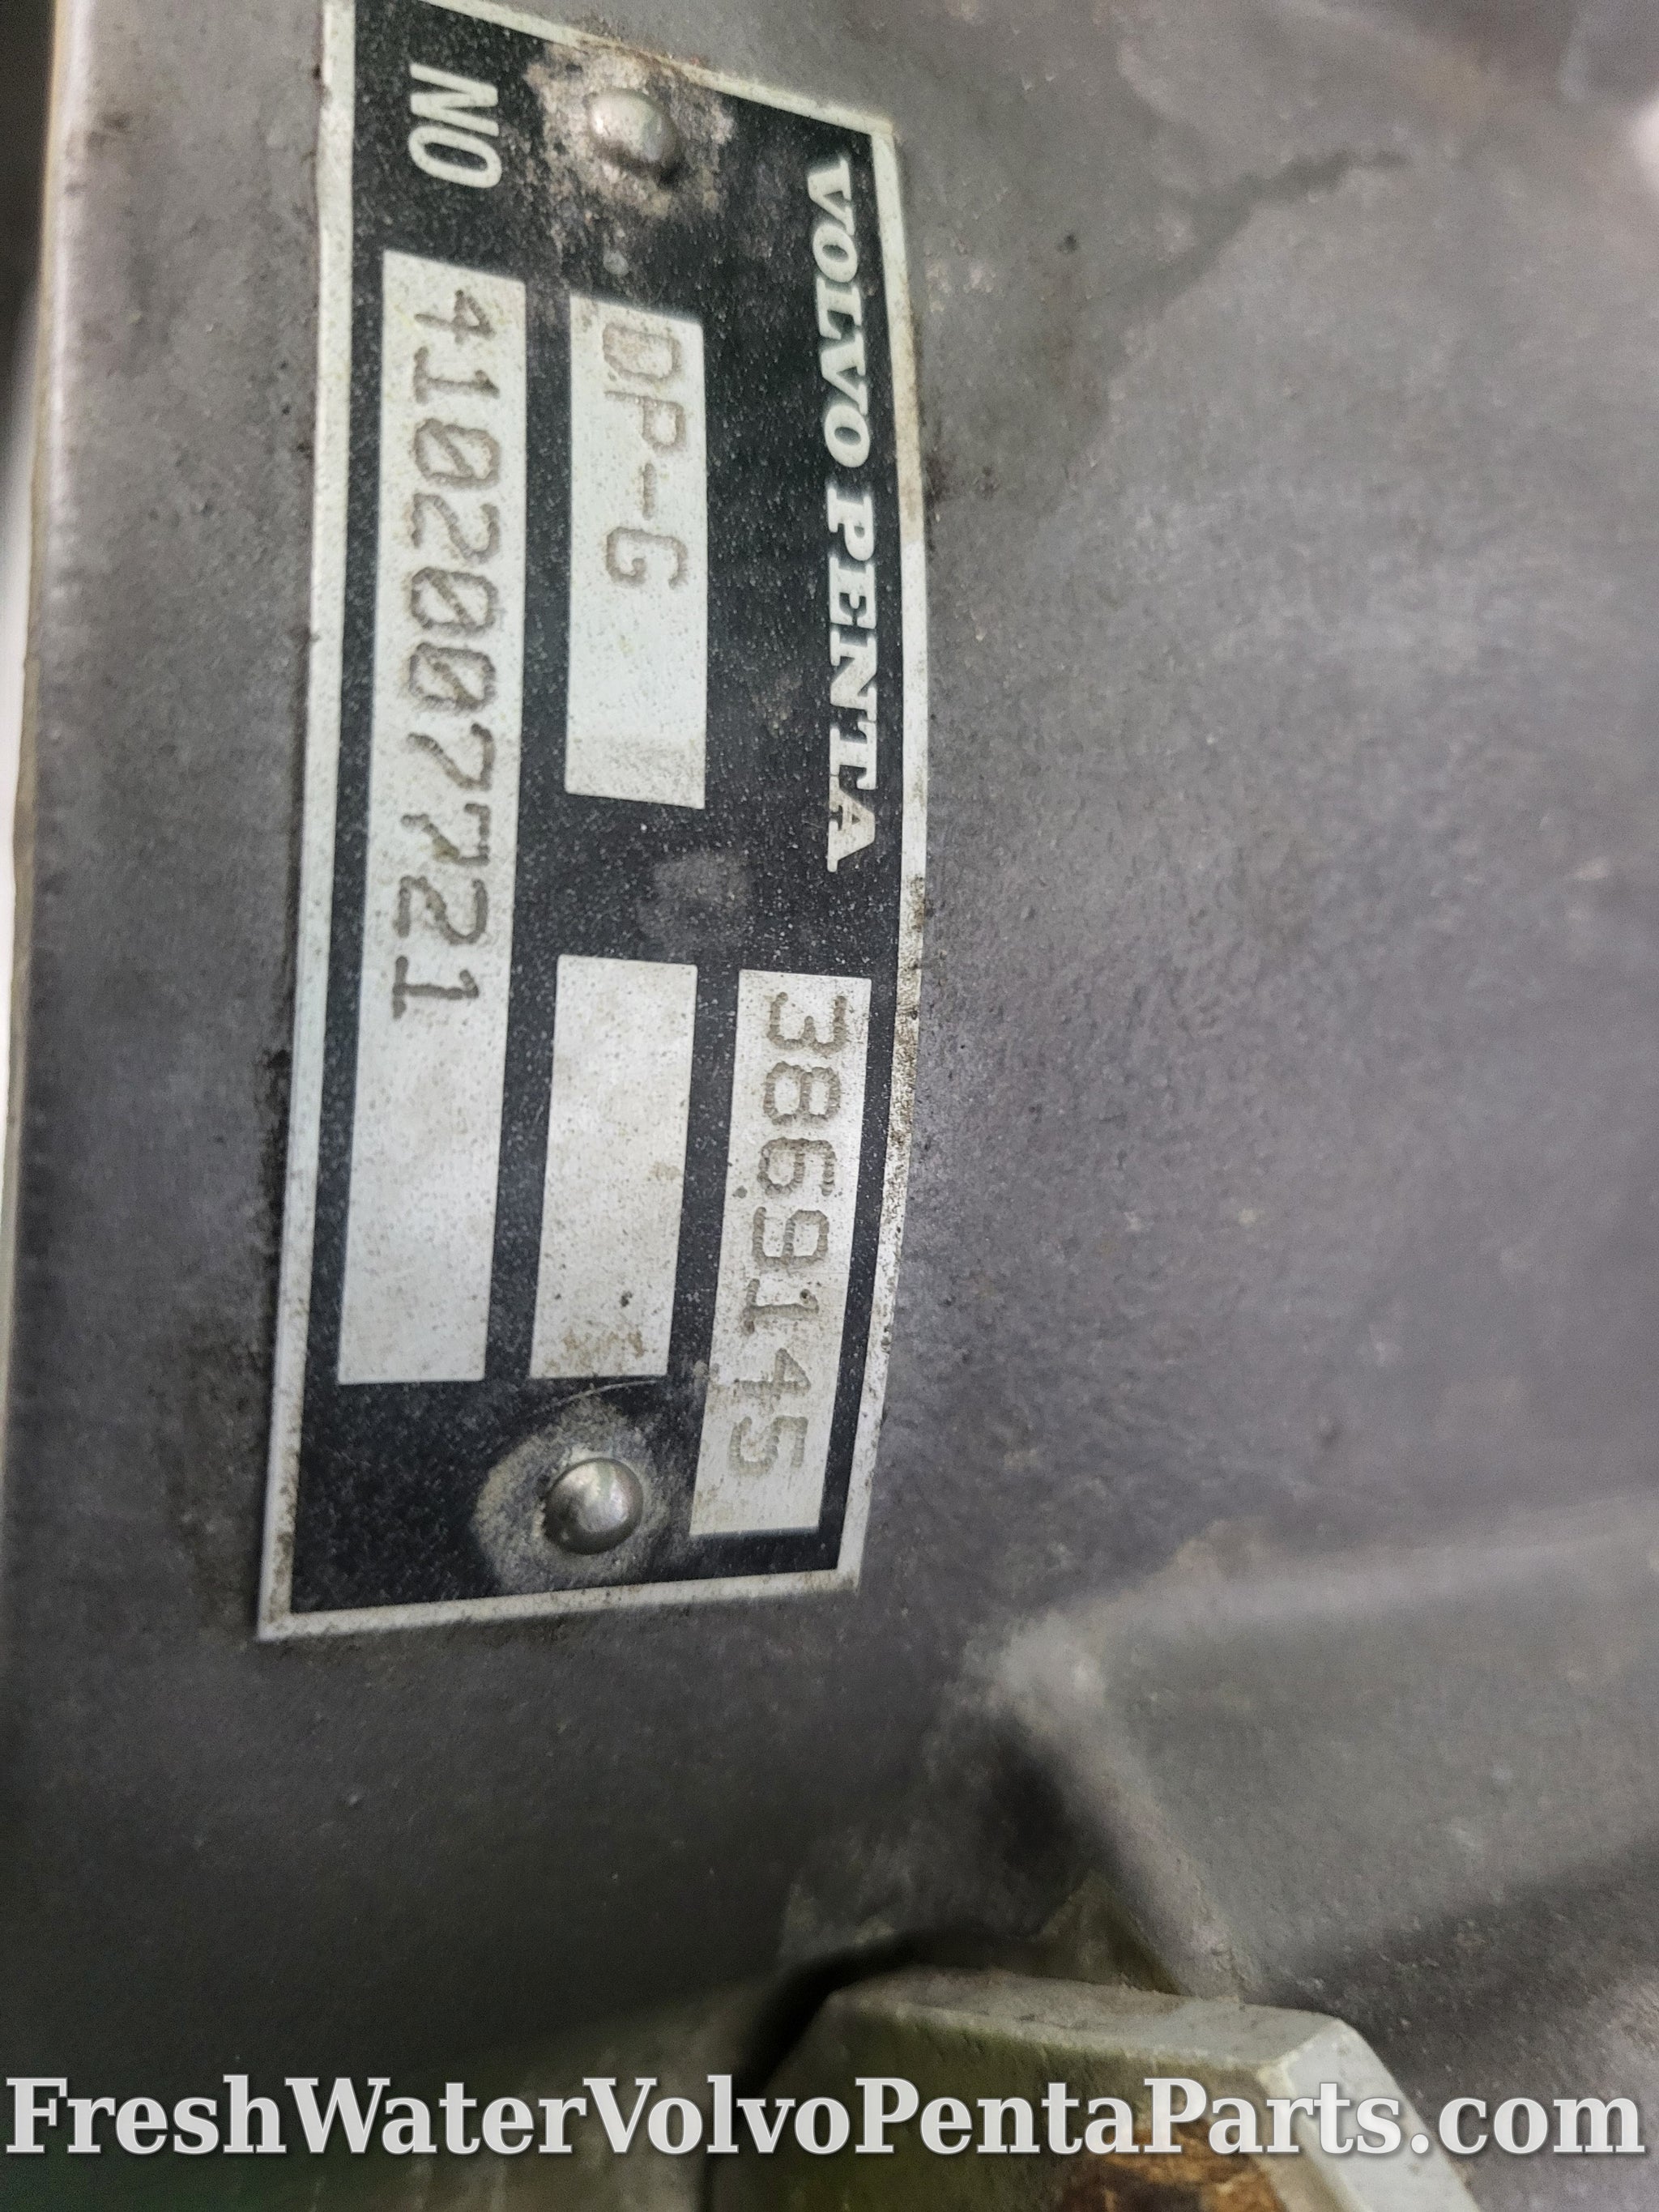 VOLVO PENTA
3869145
DP-G
NO
4102007721
FreshWaterVolvoPentaParts.com